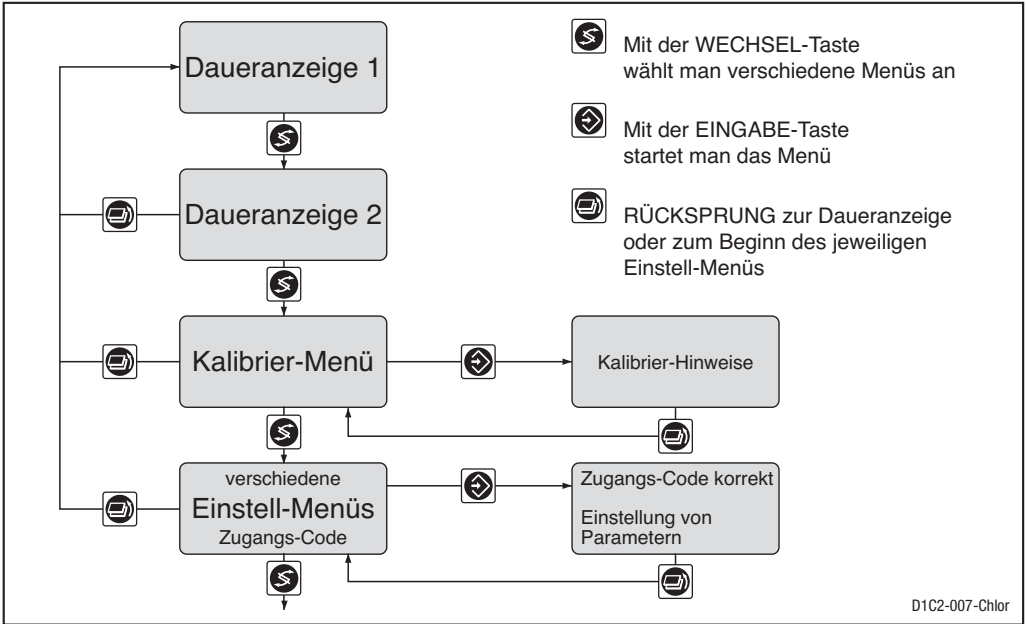 Daueranzeige 1
Mit der WECHSEL-Taste
wählt man verschiedene Menüs an
Mit der EINGABE-Taste
startet man das Menü
Daueranzeige 2
RÜCKSPRUNG zur Daueranzeige
oder zum Beginn des jeweiligen
Einstell-Menüs
Kalibrier-Menü
Kalibrier-Hinweise
verschiedene
Einstell-Menüs
Zugangs-Code
Zugangs-Code korrekt
Einstellung von
Parametern
D1C2-007-Chlor